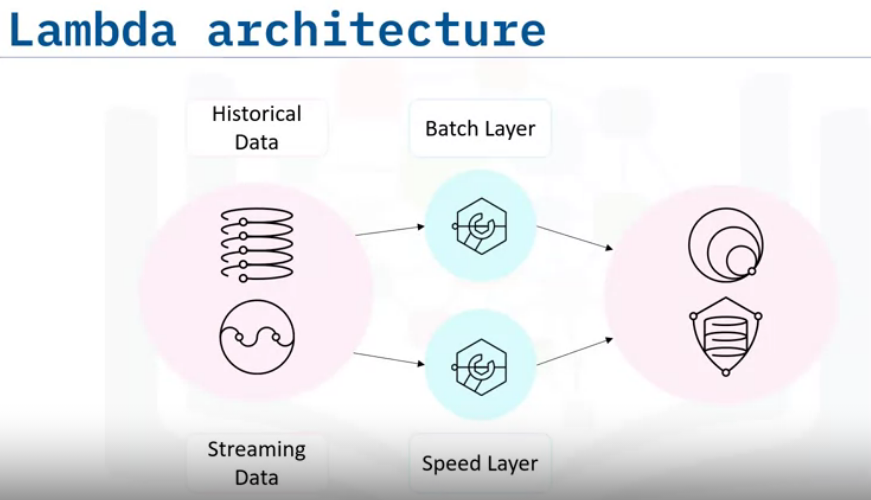 Lambda architecture
Historical
Data
Batch Layer
Streaming
Data
Speed Layer